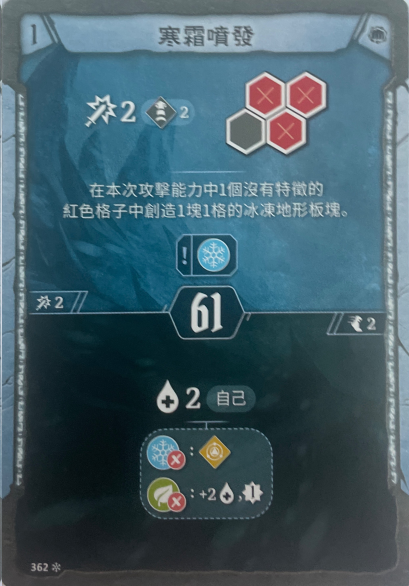 1 寒霜噴發
2 2
在本次攻擊能力中1個沒有特徵的
紅色格子中創造1塊1格的冰凍地形板塊。
!
2 61 2
2 自己
:
: +2 , 1
362